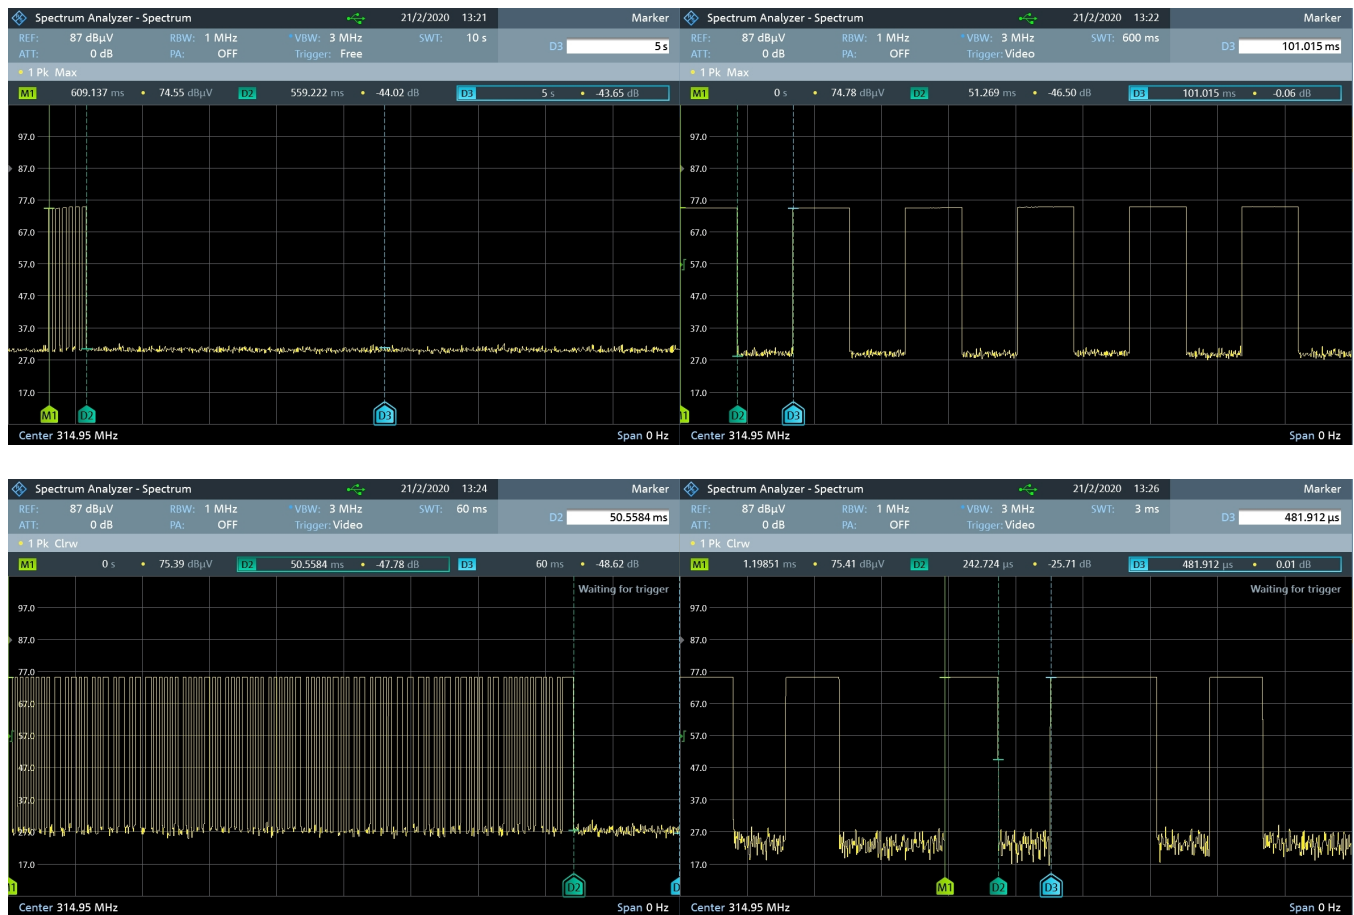 Spectrum Analyzer - Spectrum 21/2/2020 13:21 Marker
REF: 87 dBµV RBW: 1 MHz *VBW: 3 MHz SWT: 10 s D3 5 s
ATT: 0 dB PA: OFF Trigger: Free
1 Pk Max
M1 609.137 ms • 74.55 dBµV D2 559.222 ms • -44.02 dB D3 5 s • -43.65 dB
97.0
87.0
77.0
67.0
57.0
47.0
37.0
27.0
17.0
M1 D2 D3
Center 314.95 MHz Span 0 Hz
Spectrum Analyzer - Spectrum 21/2/2020 13:22 Marker
REF: 87 dBµV RBW: 1 MHz *VBW: 3 MHz SWT: 600 ms D3 101.015 ms
ATT: 0 dB PA: OFF Trigger: Video
1 Pk Max
M1 0 s • 74.78 dBµV D2 51.269 ms • -46.50 dB D3 101.015 ms • -0.06 dB
97.0
87.0
77.0
67.0
57.0
47.0
37.0
27.0
17.0
1 D2 D3
Center 314.95 MHz Span 0 Hz
Spectrum Analyzer - Spectrum 21/2/2020 13:24 Marker
REF: 87 dBµV RBW: 1 MHz *VBW: 3 MHz SWT: 60 ms D2 50.5584 ms
ATT: 0 dB PA: OFF Trigger: Video
1 Pk Clrw
M1 0 s • 75.39 dBµV D2 50.5584 ms • -47.78 dB D3 60 ms • -48.62 dB
Waiting for trigger
97.0
87.0
77.0
67.0
57.0
47.0
37.0
27.0
17.0
1 D2 D
Center 314.95 MHz Span 0 Hz
Spectrum Analyzer - Spectrum 21/2/2020 13:26 Marker
REF: 87 dBµV RBW: 1 MHz *VBW: 3 MHz SWT: 3 ms D3 481.912 µs
ATT: 0 dB PA: OFF Trigger: Video
1 Pk Clrw
M1 1.19851 ms • 75.41 dBµV D2 242.724 µs • -25.71 dB D3 481.912 µs • 0.01 dB
Waiting for trigger
97.0
87.0
77.0
67.0
57.0
47.0
37.0
27.0
17.0
M1 D2 D3
Center 314.95 MHz Span 0 Hz